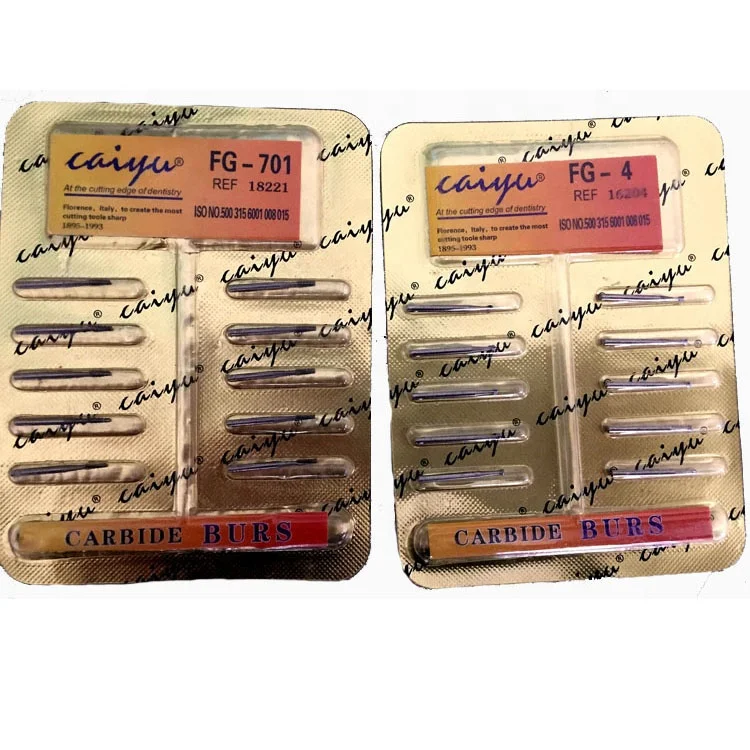 caiyu®
FG-701
REF 18221
At the cutting edge of dentistry
Florence, Italy, to create the most
cutting toole sharp
1895-1993
ISO NO.500 315 6001 008 015
CARBIDE BURS
caiyu®
FG-4
REF
At the cutting edge of dentistry
Florence, Italy, to create the most
cutting toole sharp
1895-1993
ISO NO.500 315 6001 008 015
CARBIDE BURS